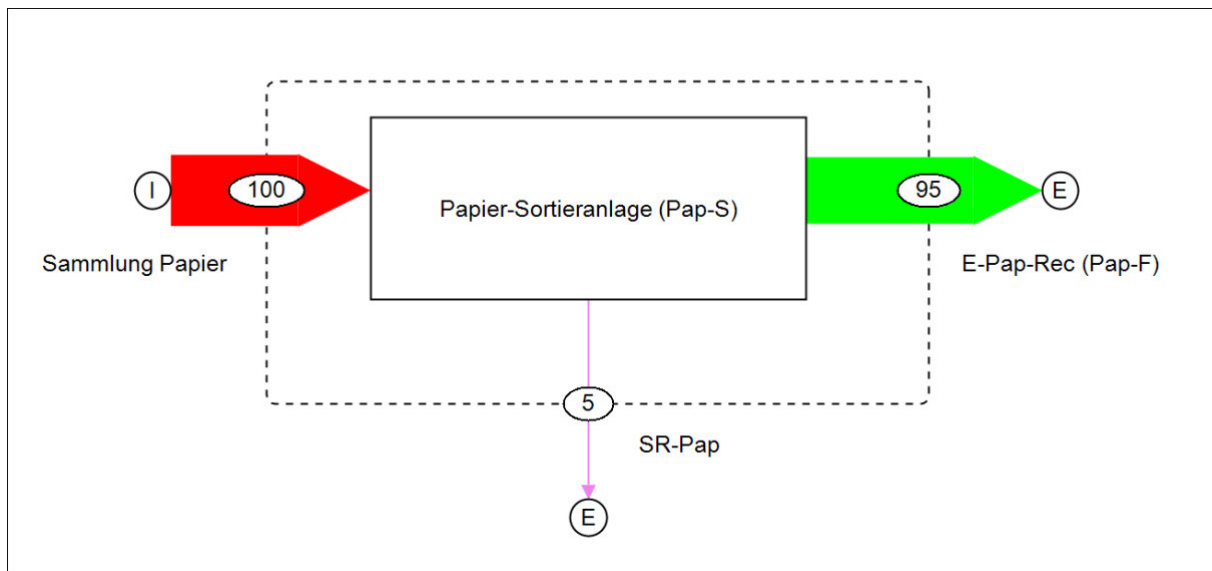 I
100
Papier-Sortieranlage (Pap-S)
95
E
Sammlung Papier
E-Pap-Rec (Pap-F)
5
SR-Pap
E